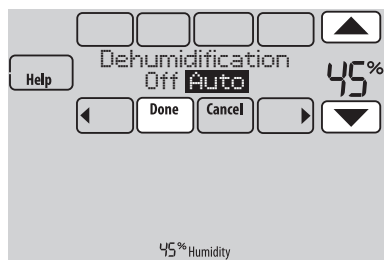 Dehumidification
Help
Off Auto
45%
Done Cancel
45% Humidity